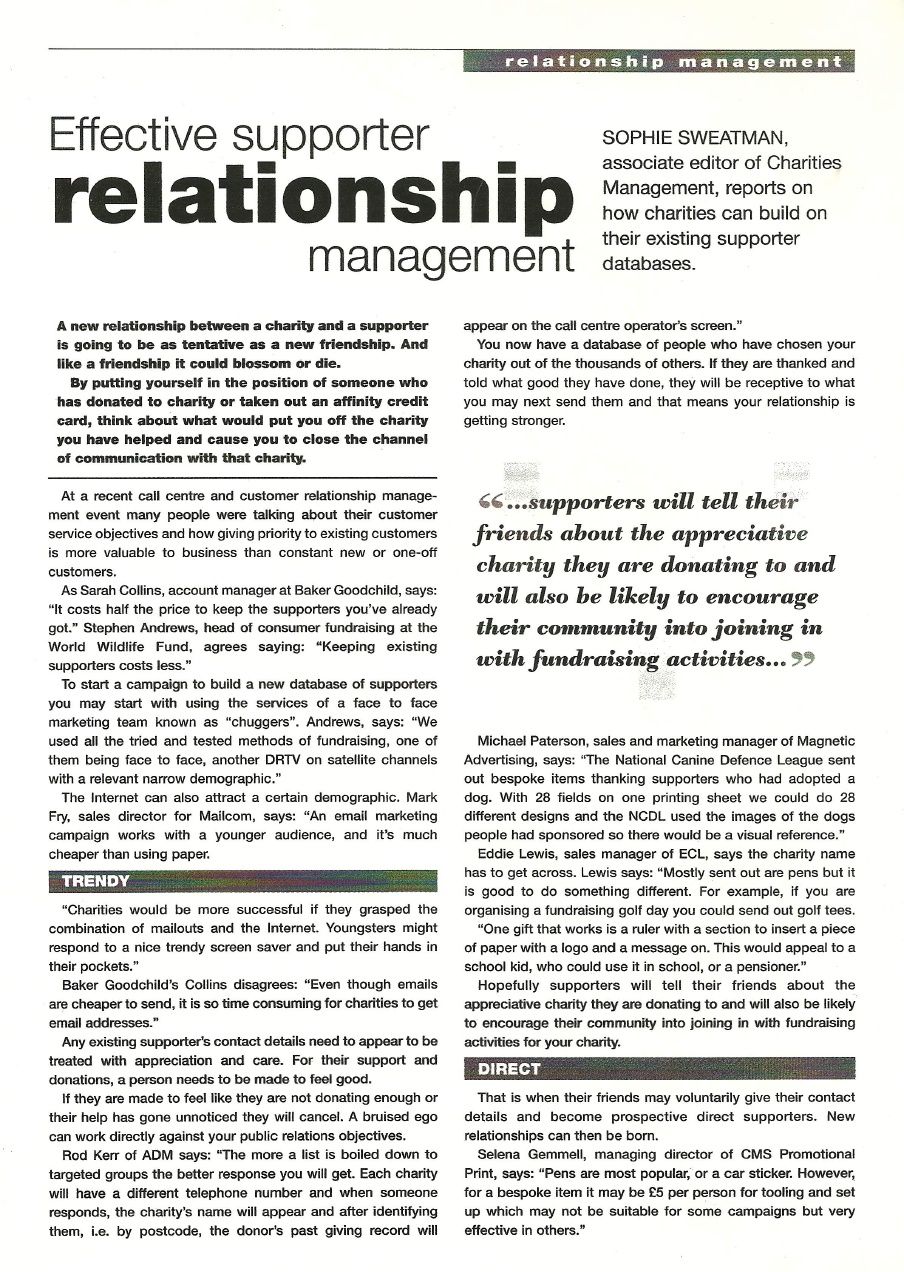 relationship management
Effective supporter
relationship
management
SOPHIE SWEATMAN,
associate editor of Charities
Management, reports on
how charities can build on
their existing supporter
databases.
A new relationship between a charity and a supporter
is going to be as tentative as a new friendship. And
like a friendship it could blossom or die.
By putting yourself in the position of someone who
has donated to charity or taken out an affinity credit
card, think about what would put you off the charity
you have helped and cause you to close the channel
of communication with that charity.
At a recent call centre and customer relationship manage-
ment event many people were talking about their customer
service objectives and how giving priority to existing customers
is more valuable to business than constant new or one-off
customers.
As Sarah Collins, account manager at Baker Goodchild, says:
“It costs half the price to keep the supporters you’ve already
got.” Stephen Andrews, head of consumer fundraising at the
World Wildlife Fund, agrees saying: “Keeping existing
supporters costs less.”
To start a campaign to build a new database of supporters
you may start with using the services of a face to face
marketing team known as “chuggers”. Andrews, says: “We
used all the tried and tested methods of fundraising, one of
them being face to face, another DRTV on satellite channels
with a relevant narrow demographic.”
The Internet can also attract a certain demographic. Mark
Fry, sales director for Mailcom, says: “An email marketing
campaign works with a younger audience, and it’s much
cheaper than using paper.
TRENDY
“Charities would be more successful if they grasped the
combination of mailouts and the Internet. Youngsters might
respond to a nice trendy screen saver and put their hands in
their pockets.”
Baker Goodchild’s Collins disagrees: “Even though emails
are cheaper to send, it is so time consuming for charities to get
email addresses.”
Any existing supporter’s contact details need to appear to be
treated with appreciation and care. For their support and
donations, a person needs to be made to feel good.
If they are made to feel like they are not donating enough or
their help has gone unnoticed they will cancel. A bruised ego
can work directly against your public relations objectives.
Rod Kerr of ADM says: “The more a list is boiled down to
targeted groups the better response you will get. Each charity
will have a different telephone number and when someone
responds, the charity’s name will appear and after identifying
them, i.e. by postcode, the donor’s past giving record will
appear on the call centre operator’s screen.”
You now have a database of people who have chosen your
charity out of the thousands of others. If they are thanked and
told what good they have done, they will be receptive to what
you may next send them and that means your relationship is
getting stronger.
“...supporters will tell their
friends about the appreciative
charity they are donating to and
will also be likely to encourage
their community into joining in
with fundraising activities...”
Michael Paterson, sales and marketing manager of Magnetic
Advertising, says: “The National Canine Defence League sent
out bespoke items thanking supporters who had adopted a
dog. With 28 fields on one printing sheet we could do 28
different designs and the NCDL used the images of the dogs
people had sponsored so there would be a visual reference.”
Eddie Lewis, sales manager of ECL, says the charity name
has to get across. Lewis says: “Mostly sent out are pens but it
is good to do something different. For example, if you are
organising a fundraising golf day you could send out golf tees.
“One gift that works is a ruler with a section to insert a piece
of paper with a logo and a message on. This would appeal to a
school kid, who could use it in school, or a pensioner.”
Hopefully supporters will tell their friends about the
appreciative charity they are donating to and will also be likely
to encourage their community into joining in with fundraising
activities for your charity.
DIRECT
That is when their friends may voluntarily give their contact
details and become prospective direct supporters. New
relationships can then be born.
Selena Gemmell, managing director of CMS Promotional
Print, says: “Pens are most popular, or a car sticker. However,
for a bespoke item it may be £5 per person for tooling and set
up which may not be suitable for some campaigns but very
effective in others.”